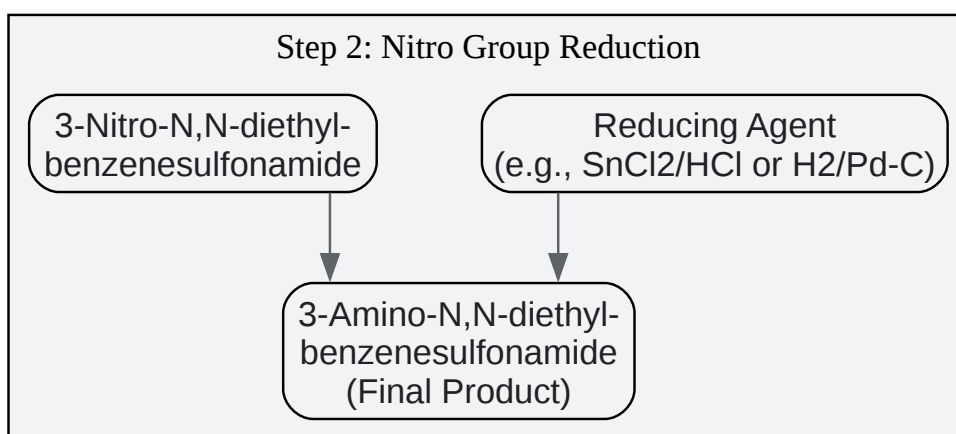 Step 2: Nitro Group Reduction
3-Nitro-N,N-diethyl-
benzenesulfonamide
Reducing Agent
(e.g., SnCl2/HCl or H2/Pd-C)
3-Amino-N,N-diethyl-
benzenesulfonamide
(Final Product)